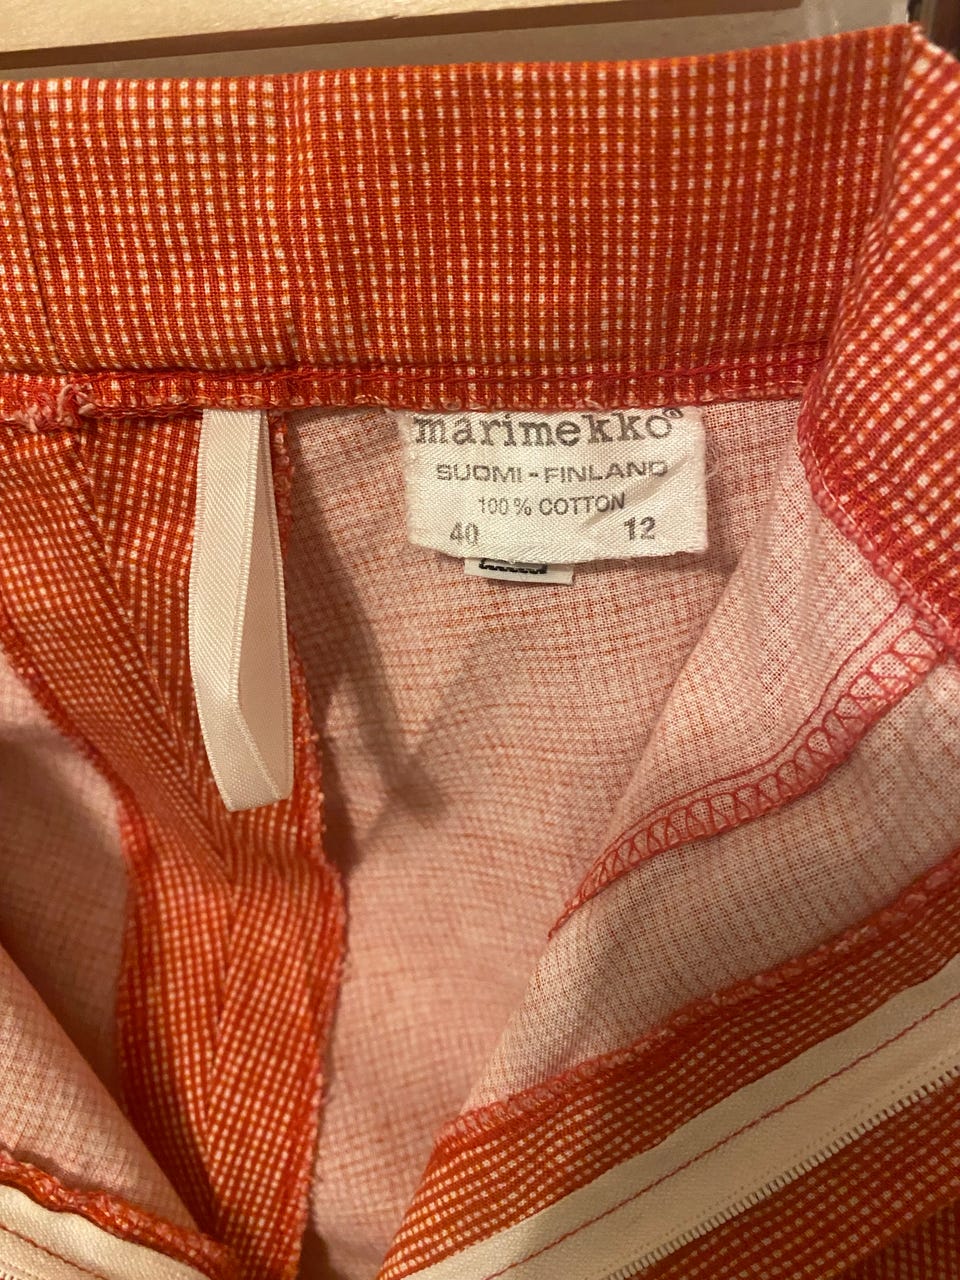 marimekko®
SUOMI-FINLAND
100% COTTON
40 12